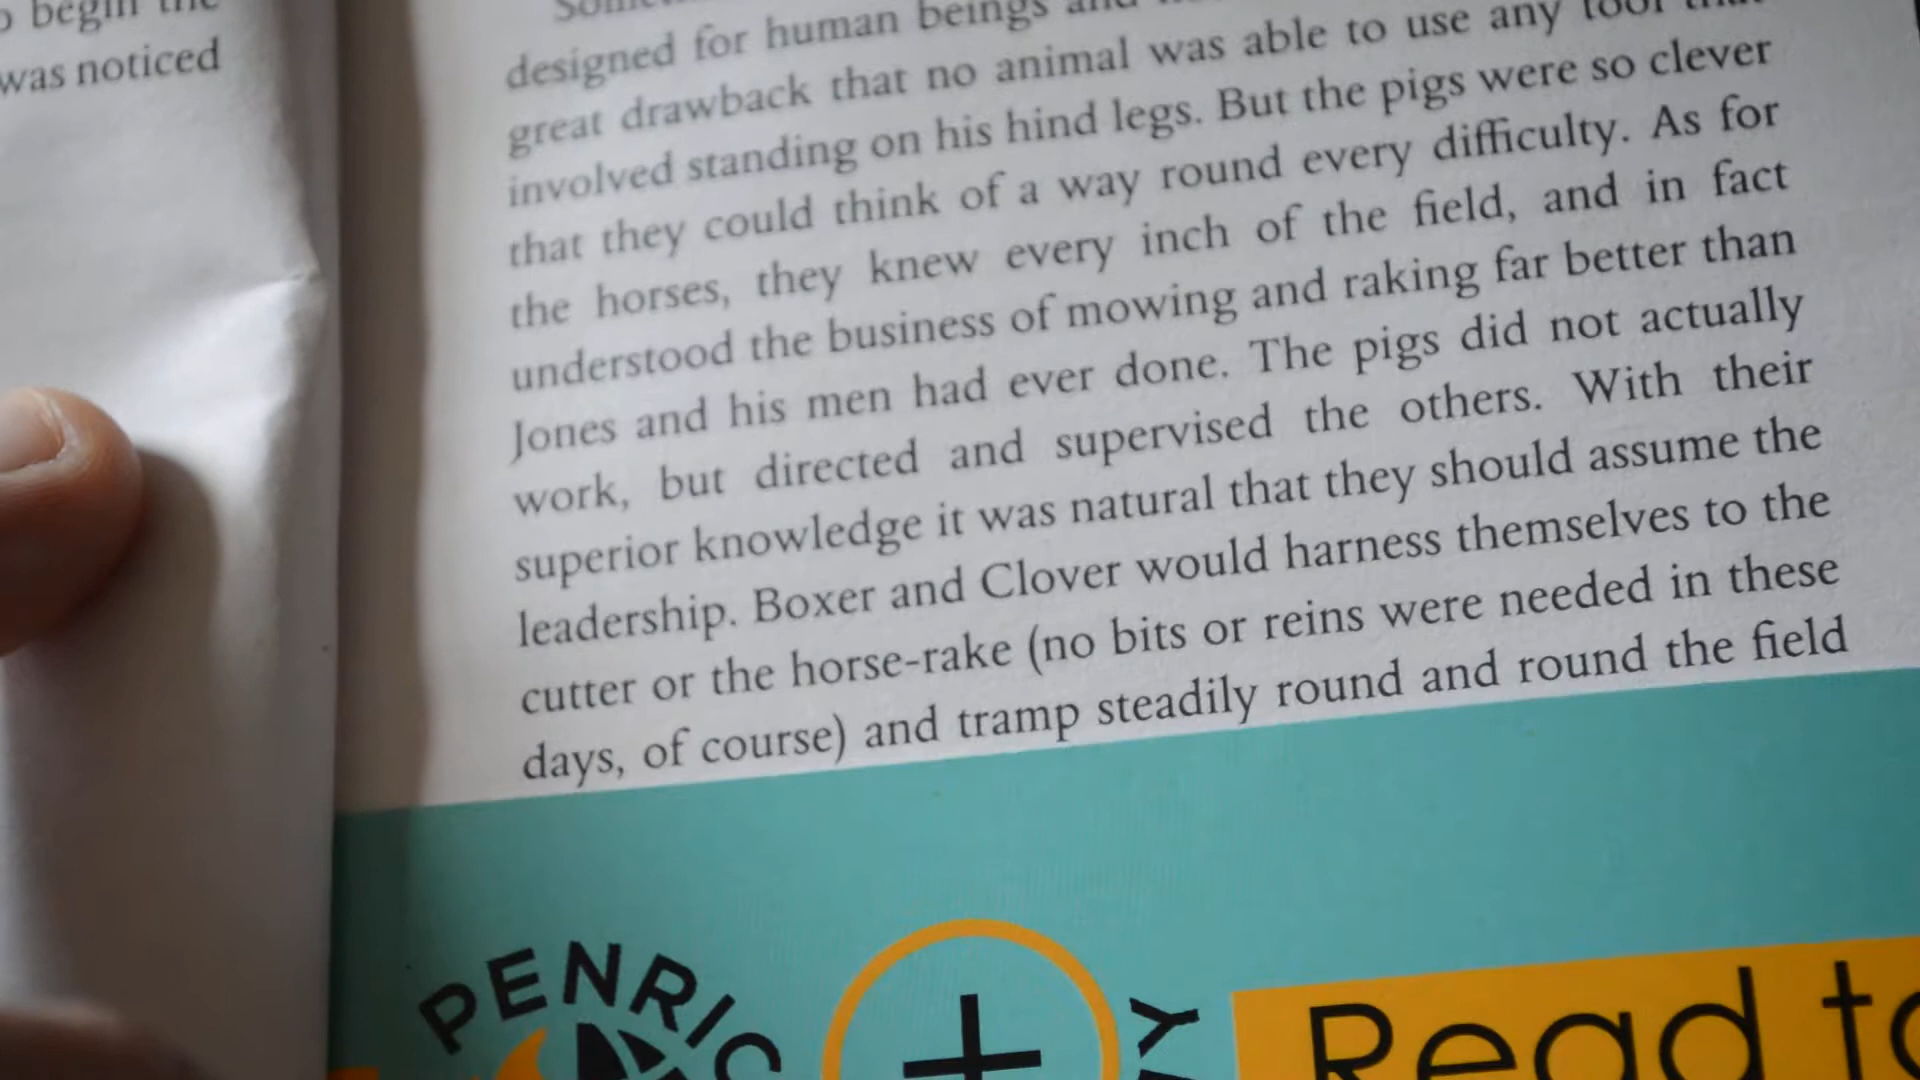 begin the
was noticed
designed for human beings and
great drawback that no animal was able to use any tool that
involved standing on his hind legs. But the pigs were so clever
that they could think of a way round every difficulty. As for
the horses, they knew every inch of the field, and in fact
understood the business of mowing and raking far better than
Jones and his men had ever done. The pigs did not actually
work, but directed and supervised the others. With their
superior knowledge it was natural that they should assume the
leadership. Boxer and Clover would harness themselves to the
cutter or the horse-rake (no bits or reins were needed in these
days, of course) and tramp steadily round and round the field
PENRIC
+
Read to